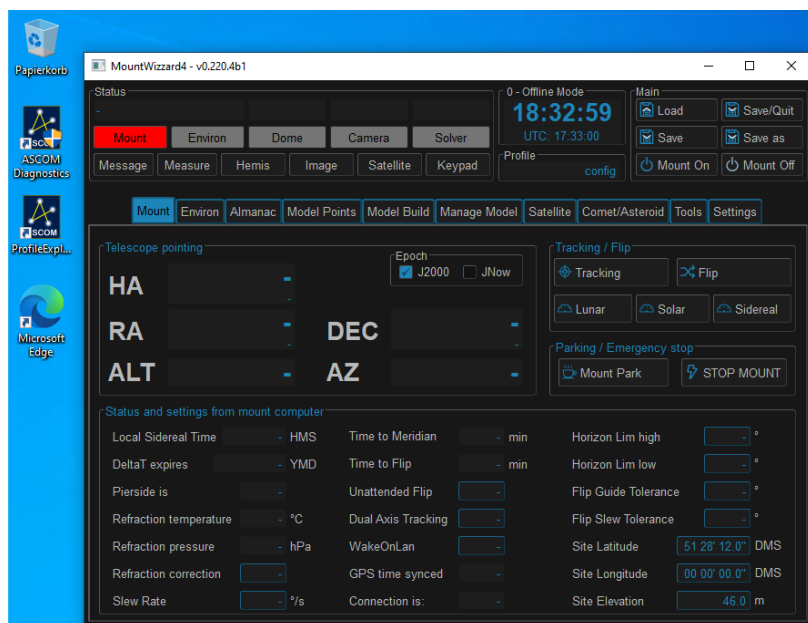 Papierkorb
ASCOM
Diagnostics
SCOM
ProfileExpl...
Microsoft
Edge
MountWizzard4 - v0.220.4b1
Status
-
Mount Environ Dome Camera Solver
Message Measure Hemis Image Satellite Keypad
0 - Offline Mode
18:32:59
UTC: 17:33:00
Profile
config
Main
Load Save/Quit
Save Save as
Mount On Mount Off
Mount Environ Almanac Model Points Model Build Manage Model Satellite Comet/Asteroid Tools Settings
Telescope pointing
Epoch
J2000 JNow
HA -
-
RA - DEC -
- -
ALT - AZ -
Tracking / Flip
Tracking Flip
Lunar Solar Sidereal
Parking / Emergency stop
Mount Park STOP MOUNT
Status and settings from mount computer
Local Sidereal Time - HMS Time to Meridian - min Horizon Lim high - °
DeltaT expires - YMD Time to Flip - min Horizon Lim low - °
Pierside is - Unattended Flip - Flip Guide Tolerance - °
Refraction temperature - °C Dual Axis Tracking - Flip Slew Tolerance - °
Refraction pressure - hPa WakeOnLan - Site Latitude 51 28' 12.0" DMS
Refraction correction - GPS time synced - Site Longitude 00 00' 00.0" DMS
Slew Rate - °/s Connection is: - Site Elevation 46.0 m